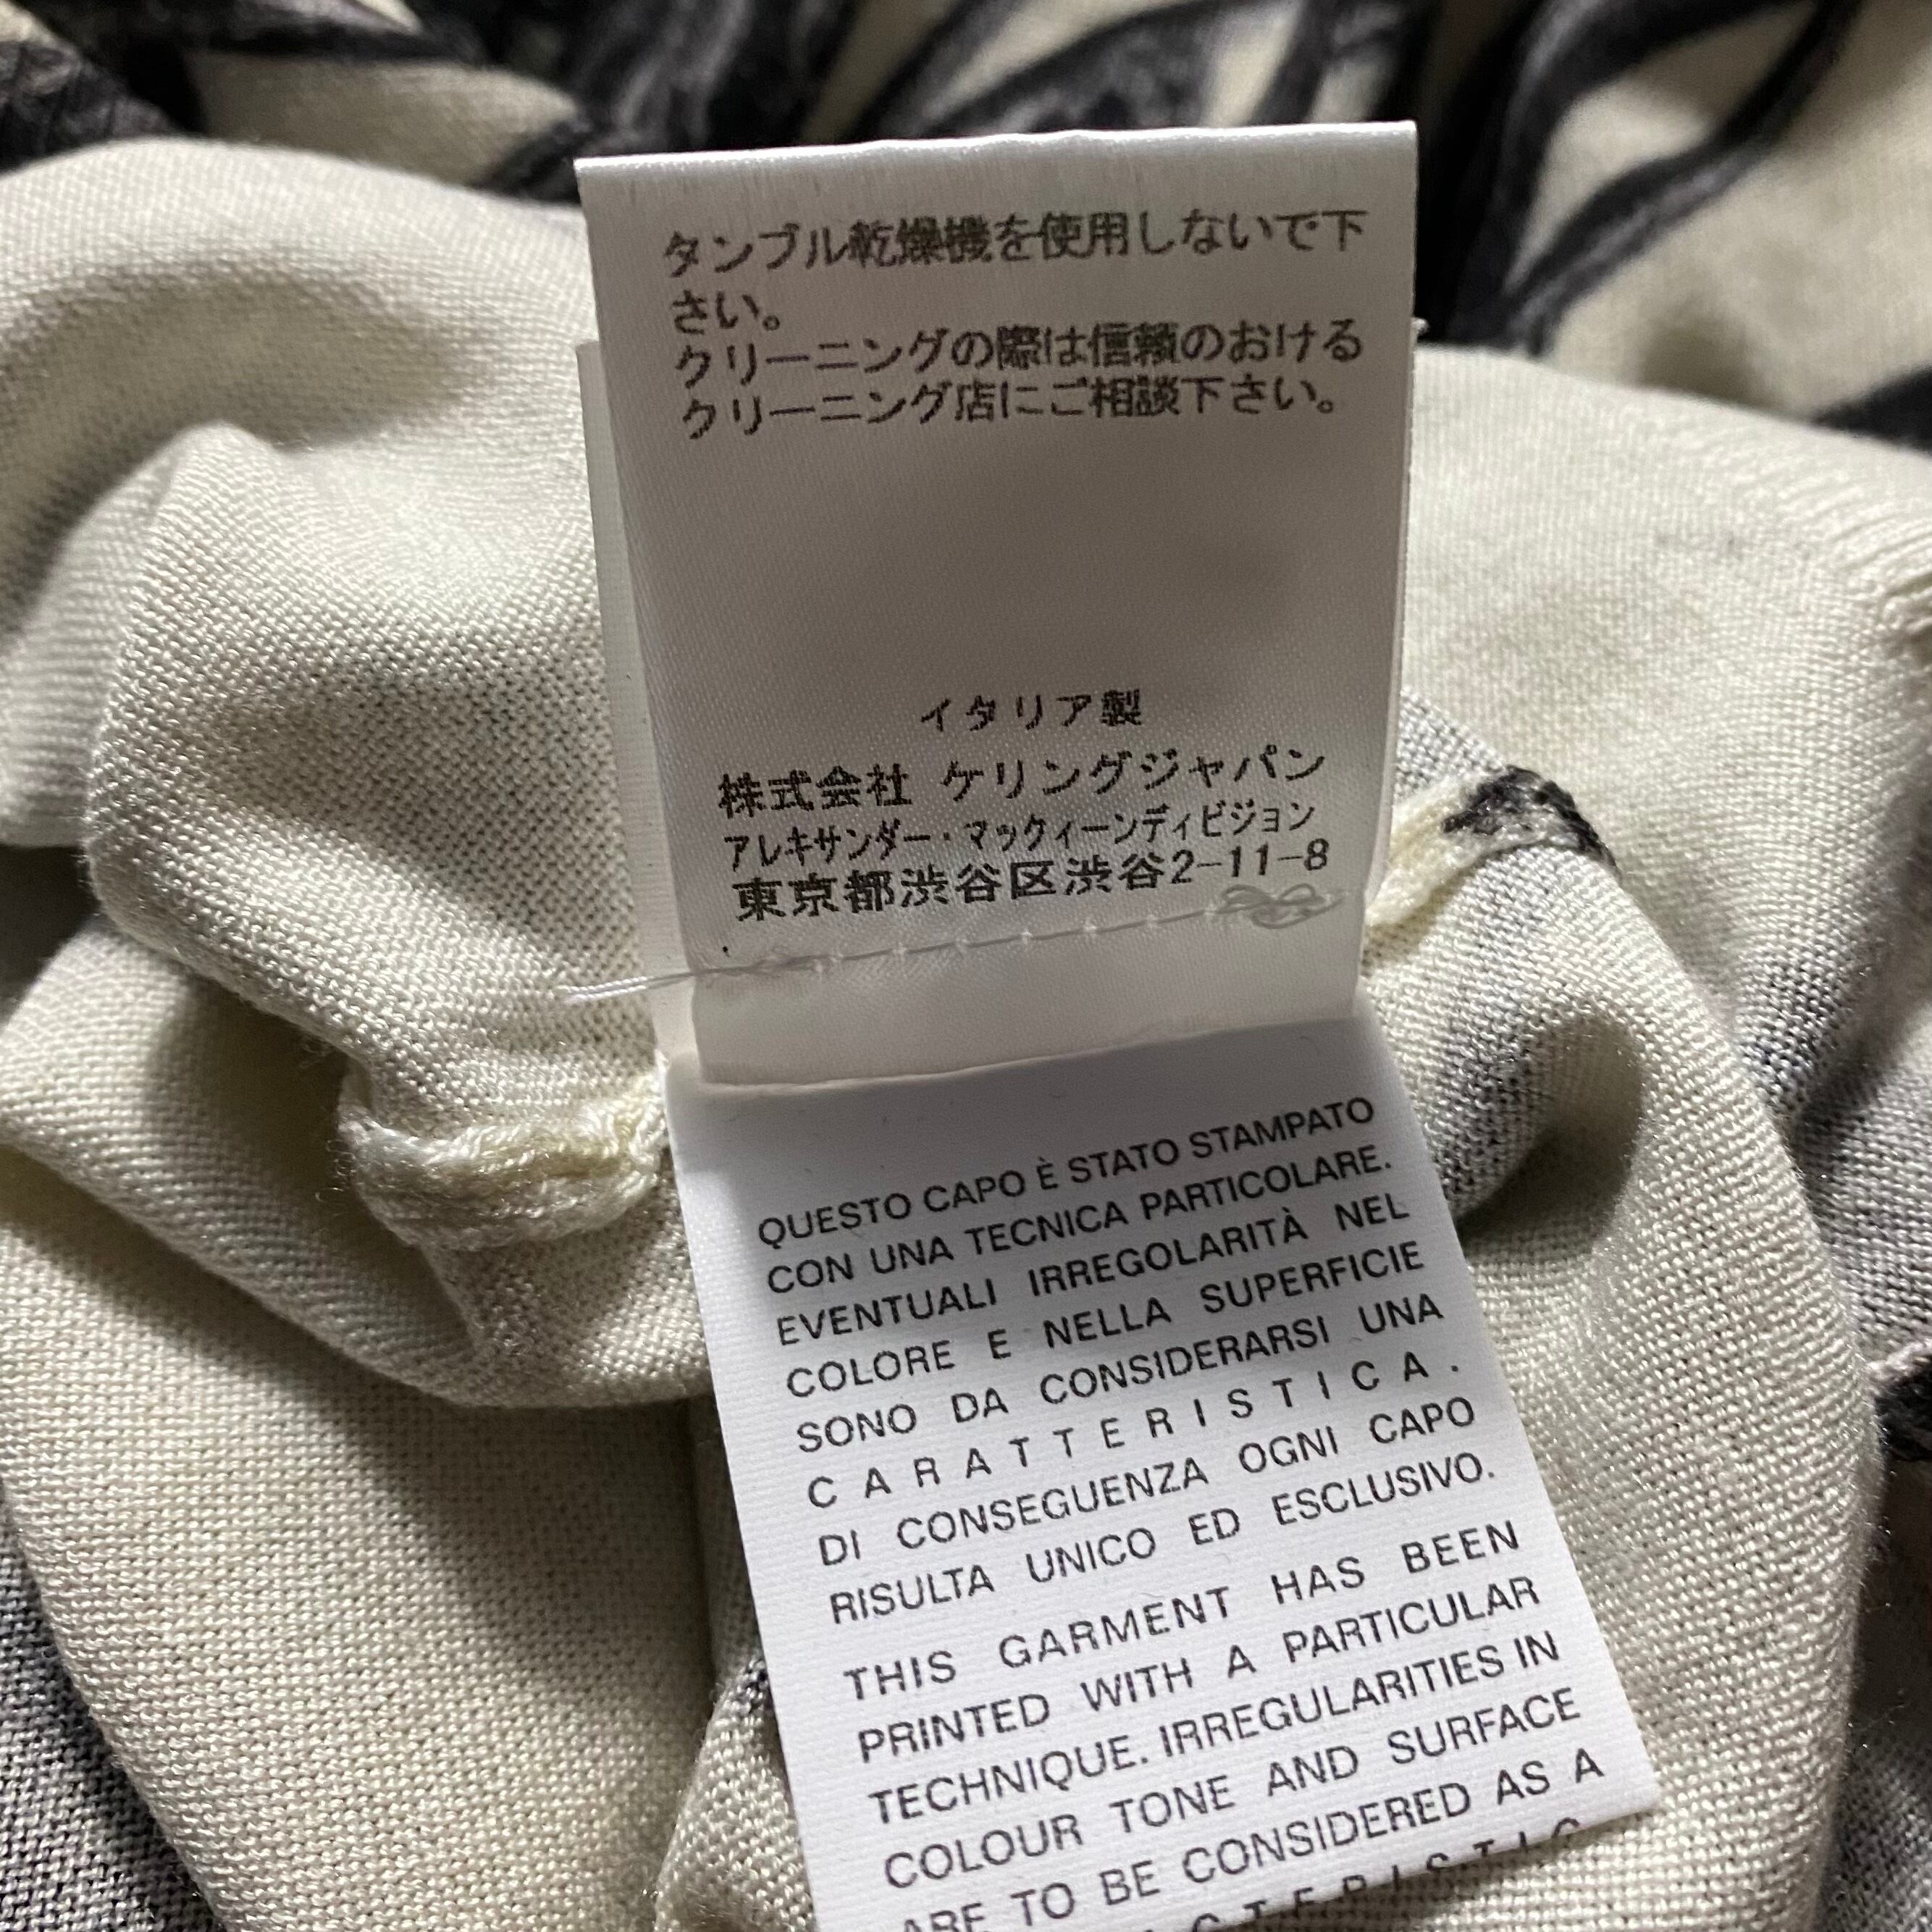 タンブル乾燥機を使用しないで下
さい。
クリーニングの際は信頼のおける
クリーニング店にご相談下さい。
イタリア製
株式会社 ケリングジャパン
アレキサンダー・マックィーンディビジョン
東京都渋谷区渋谷2-11-8
QUESTO CAPO È STATO STAMPATO
CON UNA TECNICA PARTICOLARE.
EVENTUALI IRREGOLARITÀ NEL
COLORE E NELLA SUPERFICIE
SONO DA CONSIDERARSI UNA
CARATTERISTICA.
DI CONSEGUENZA OGNI CAPO
RISULTA UNICO ED ESCLUSIVO.
THIS GARMENT HAS BEEN
PRINTED WITH A PARTICULAR
TECHNIQUE. IRREGULARITIES IN
COLOUR TONE AND SURFACE
ARE TO BE CONSIDERED AS A